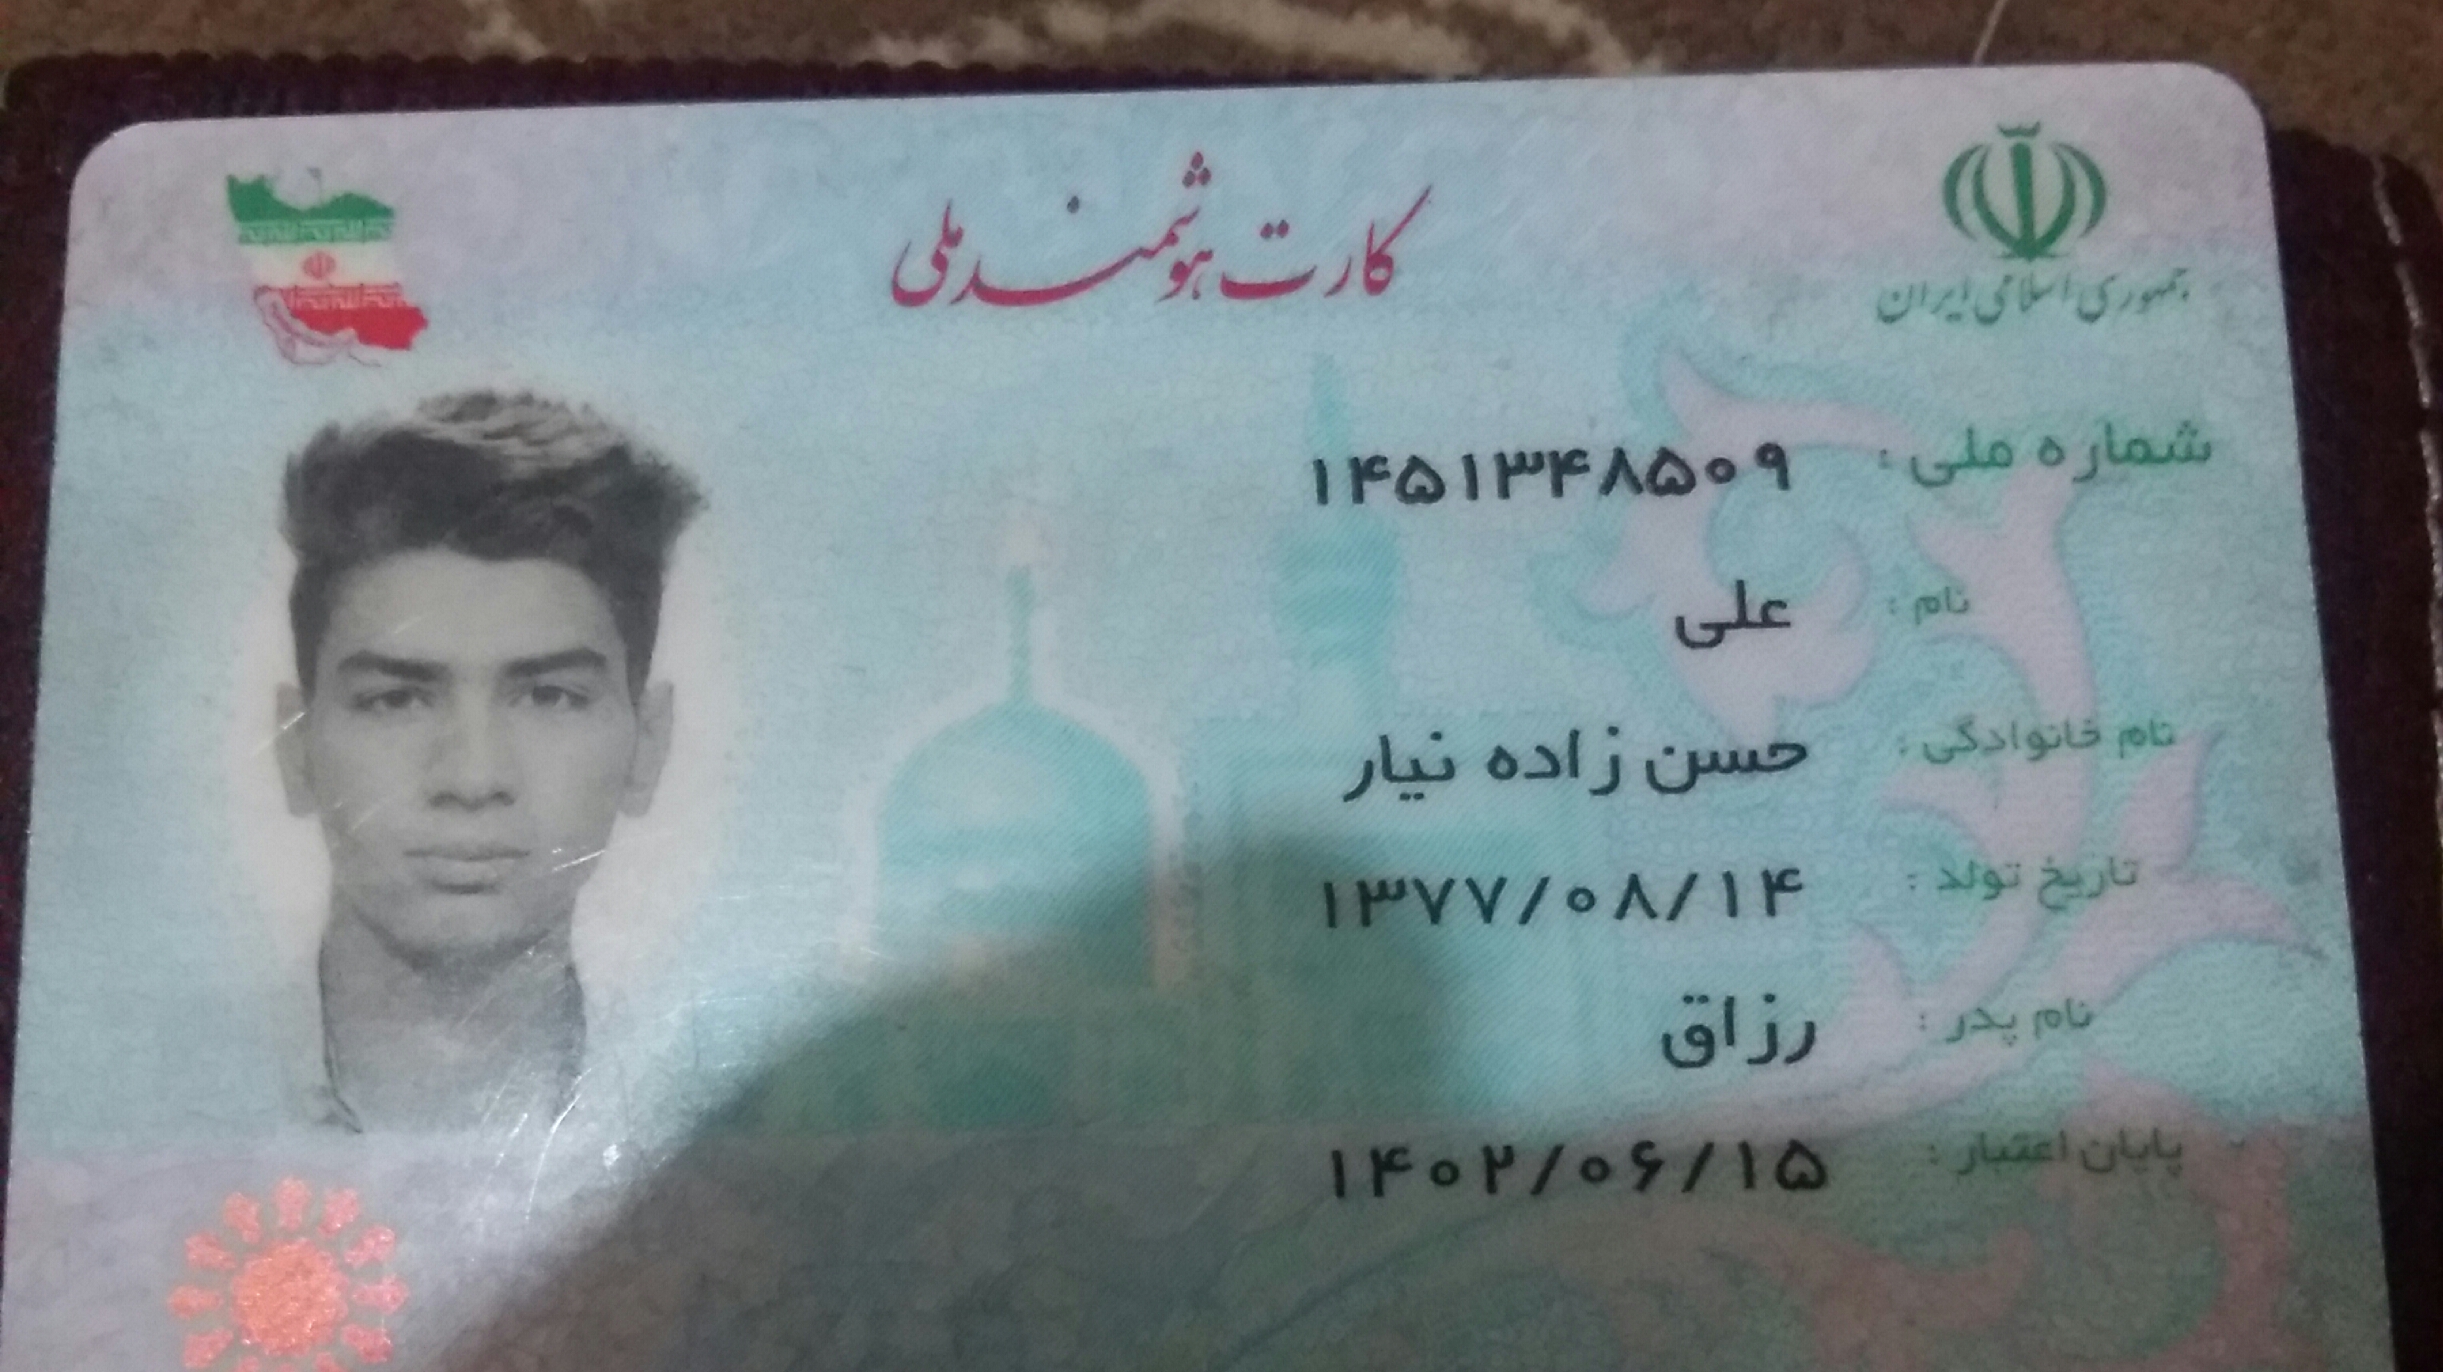 کارت هوشمند ملی
جمهوری اسلامی ایران
شماره ملی : ۱۴۵۱۳۴۸۵۰۹
نام : علی
نام خانوادگی : حسن زاده نیار
تاریخ تولد : ۱۳۷۷/۰۸/۱۴
نام پدر : رزاق
پایان اعتبار : ۱۴۰۲/۰۶/۱۵